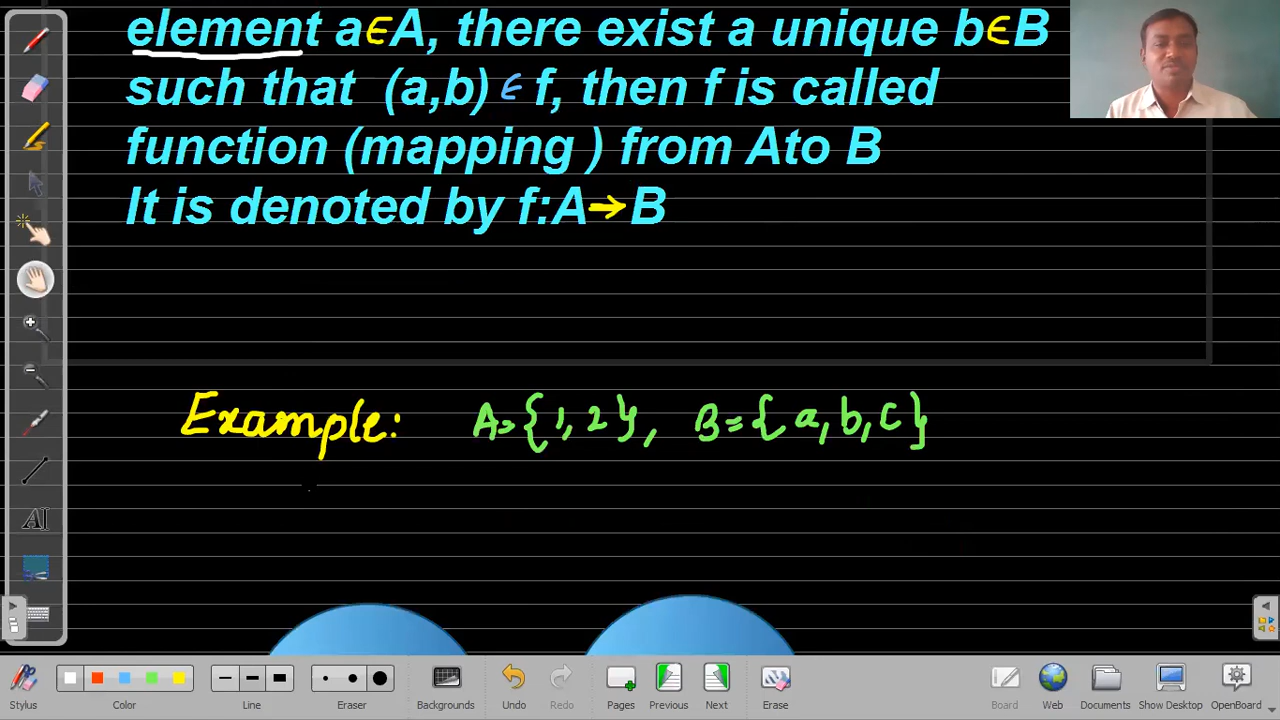 element a∈A, there exist a unique b∈B
such that (a,b) ∈ f, then f is called
function (mapping ) from Ato B
It is denoted by f:A→B
Example: A={1, 2}, B={a, b, c}
Stylus
Color
Line
Eraser
Backgrounds
Undo
Redo
Pages
Previous
Next
Erase
Board
Web
Documents
Show Desktop
OpenBoard